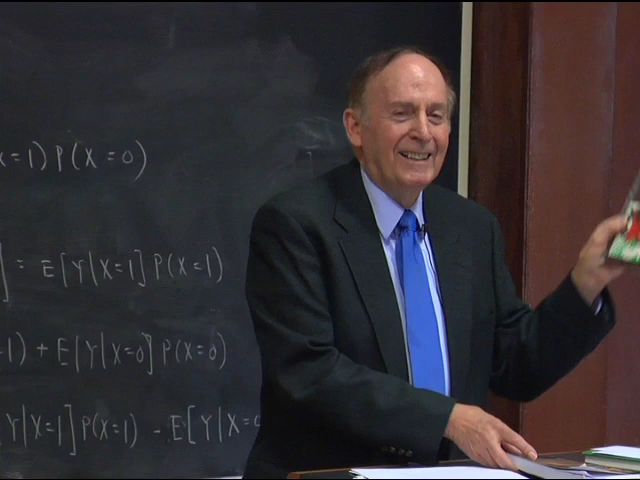 x=1)P(X=0)
] = E[Y|X=1]P(X=1)
1) + E[Y|X=0]P(X=0)
Y|X=1]P(X=1) - E[Y|X=0